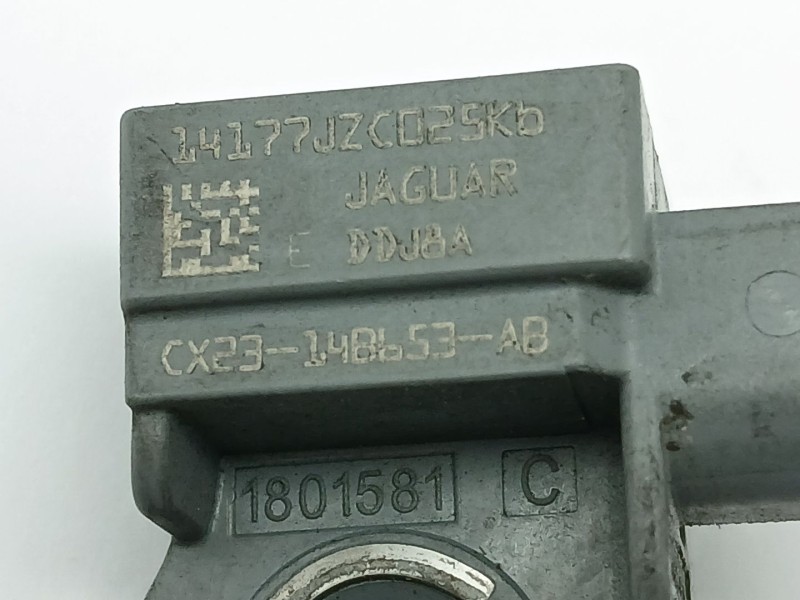 14177JZC025Kb
JAGUAR
E DDJ8A
CX23-14B653-AB
1801581 C